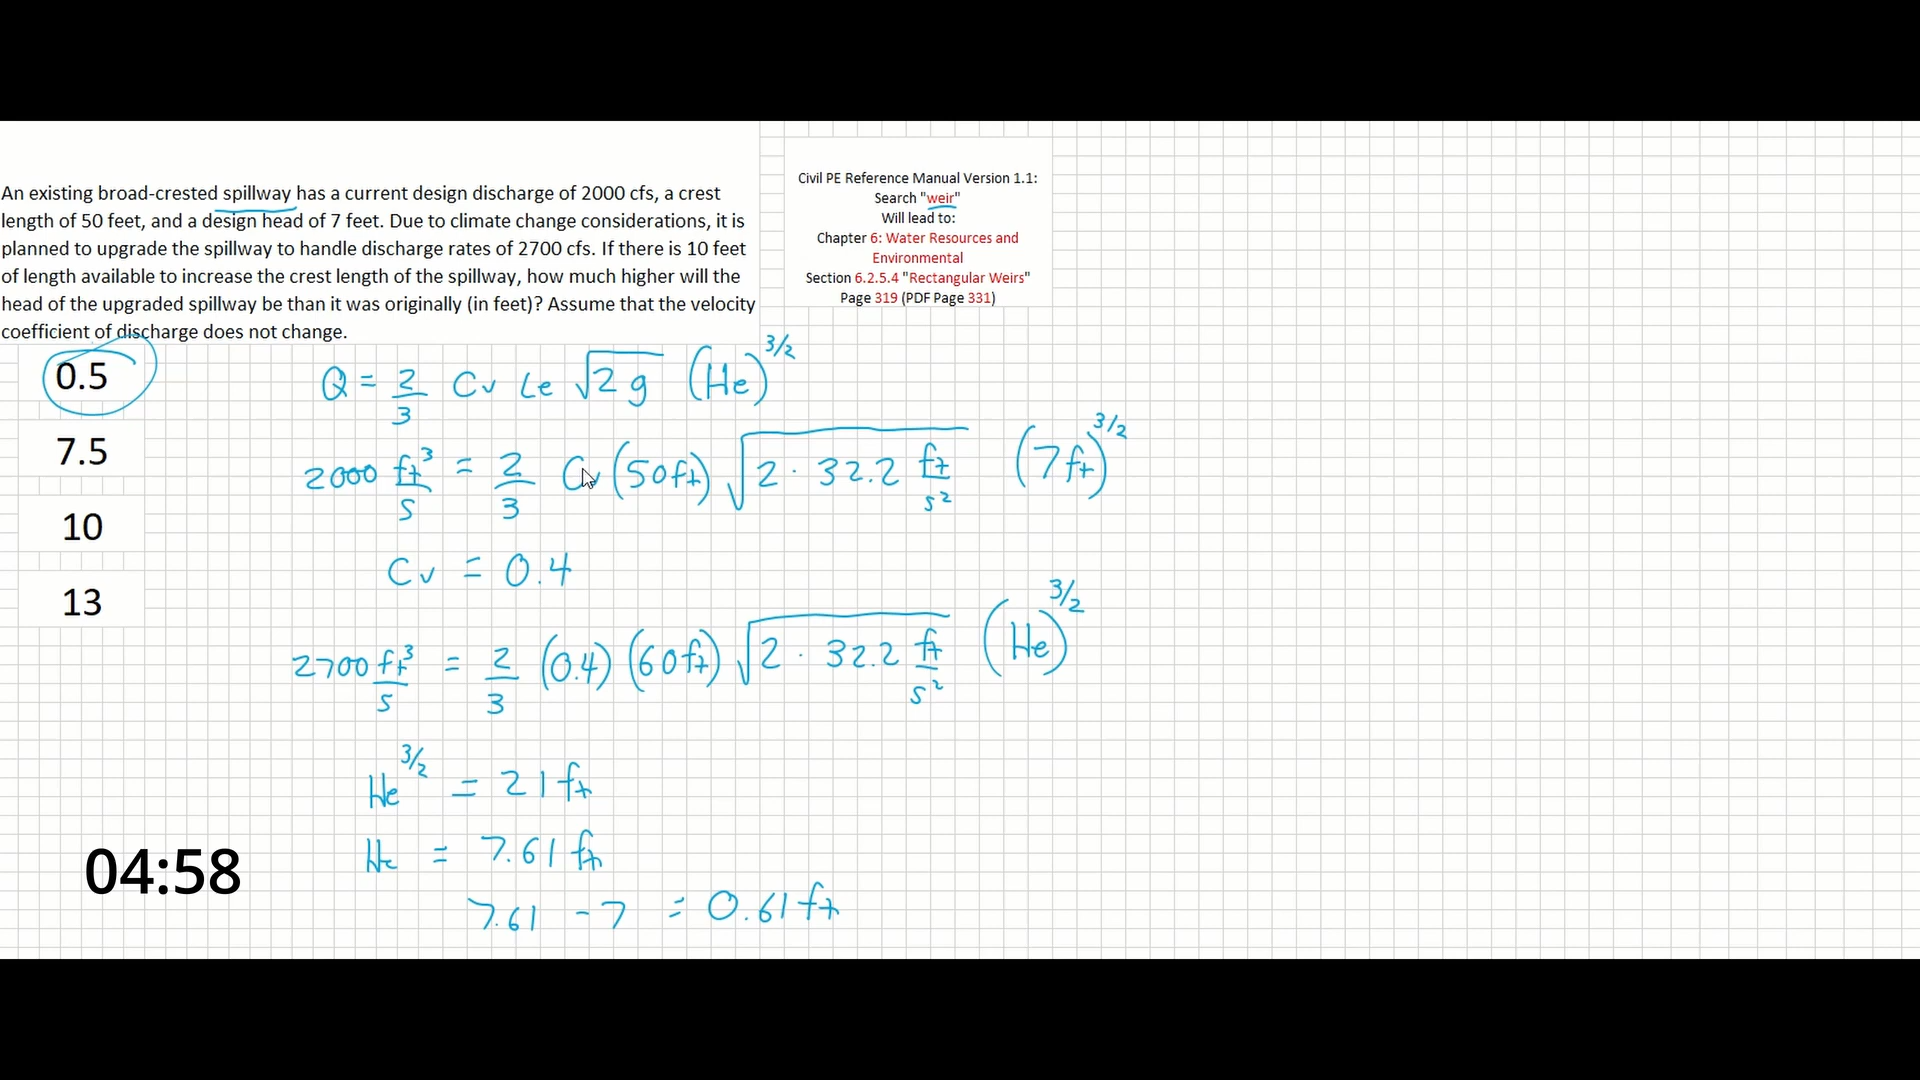 An existing broad-crested spillway has a current design discharge of 2000 cfs, a crest
length of 50 feet, and a design head of 7 feet. Due to climate change considerations, it is
planned to upgrade the spillway to handle discharge rates of 2700 cfs. If there is 10 feet
of length available to increase the crest length of the spillway, how much higher will the
head of the upgraded spillway be than it was originally (in feet)? Assume that the velocity
coefficient of discharge does not change.
Civil PE Reference Manual Version 1.1:
Search "weir"
Will lead to:
Chapter 6: Water Resources and
Environmental
Section 6.2.5.4 "Rectangular Weirs"
Page 319 (PDF Page 331)
0.5
7.5
10
13
Q = 2/3 Cv Le √2g (He)^3/2
2000 ft³/s = 2/3 Cv (50ft) √2 · 32.2 ft/s² (7ft)^3/2
Cv = 0.4
2700 ft³/s = 2/3 (0.4) (60ft) √2 · 32.2 ft/s² (He)^3/2
He^3/2 = 21 ft
He = 7.61 ft
7.61 - 7 = 0.61 ft
04:58